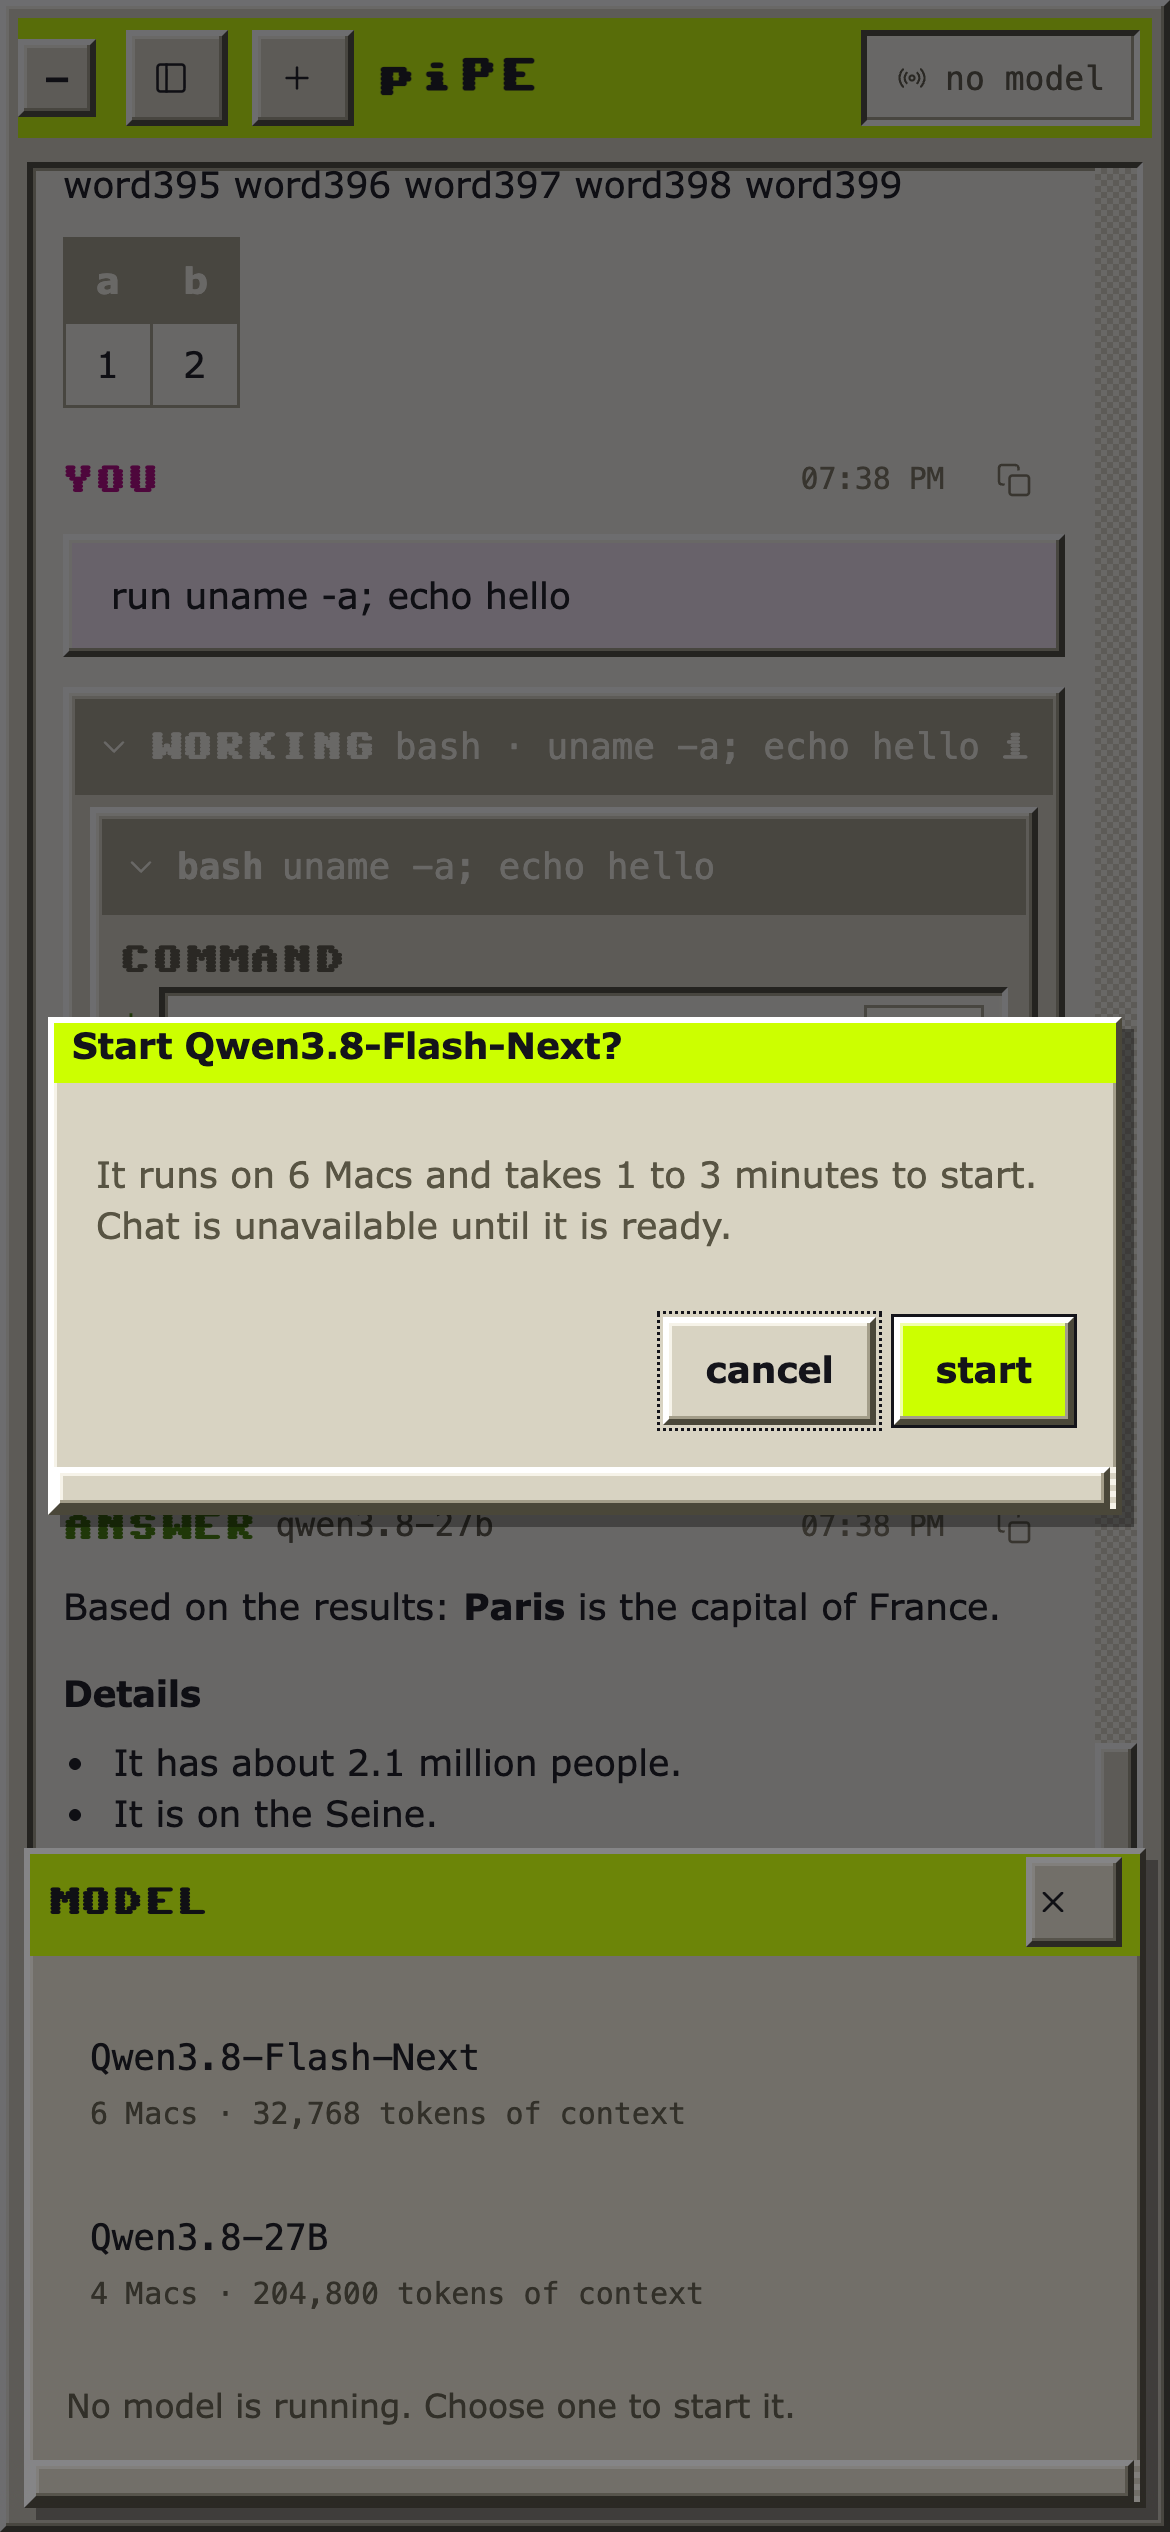 piPE
no model
word395 word396 word397 word398 word399
a b
1 2
YOU 07:38 PM
run uname -a; echo hello
WORKING bash · uname -a; echo hello i
bash uname -a; echo hello
COMMAND
Start Qwen3.8-Flash-Next?
It runs on 6 Macs and takes 1 to 3 minutes to start.
Chat is unavailable until it is ready.
cancel start
ANSWER qwen3.8-27b 07:38 PM
Based on the results: Paris is the capital of France.
Details
• It has about 2.1 million people.
• It is on the Seine.
MODEL
Qwen3.8-Flash-Next
6 Macs · 32,768 tokens of context
Qwen3.8-27B
4 Macs · 204,800 tokens of context
No model is running. Choose one to start it.